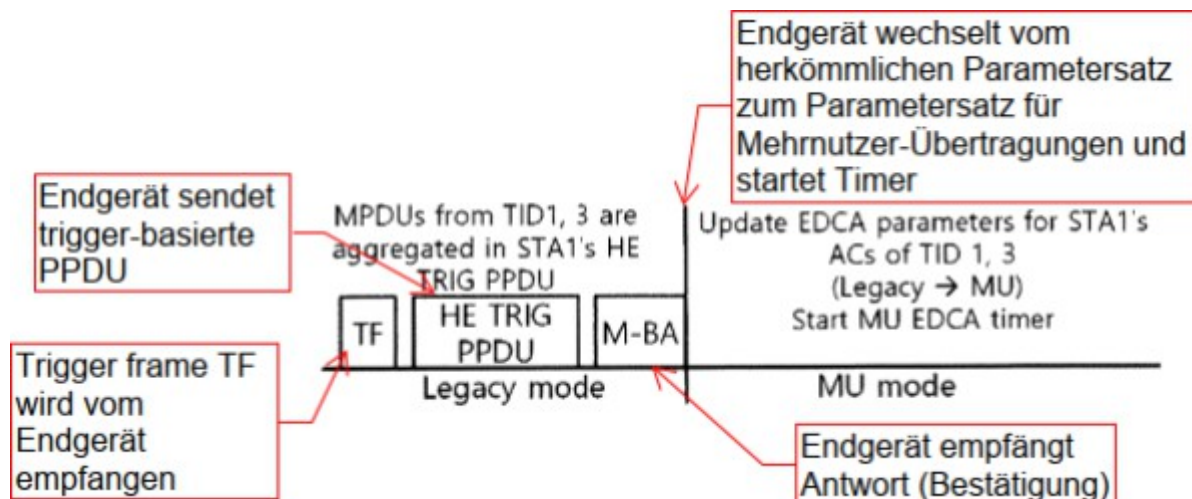 Endgerät wechselt vom
herkömmlichen Parametersatz
zum Parametersatz für
Mehrnutzer-Übertragungen und
startet Timer
Endgerät sendet
trigger-basierte
PPDU
MPDUs from TID1, 3 are
aggregated in STA1's HE
TRIG PPDU
Update EDCA parameters for STA1's
ACs of TID 1, 3
(Legacy → MU)
Start MU EDCA timer
TF
HE TRIG
PPDU
M-BA
Legacy mode
MU mode
Trigger frame TF
wird vom
Endgerät
empfangen
Endgerät empfängt
Antwort (Bestätigung)